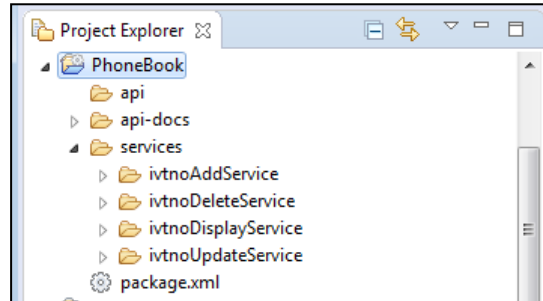 Project Explorer
PhoneBook
api
api-docs
services
ivtnoAddService
ivtnoDeleteService
ivtnoDisplayService
ivtnoUpdateService
package.xml